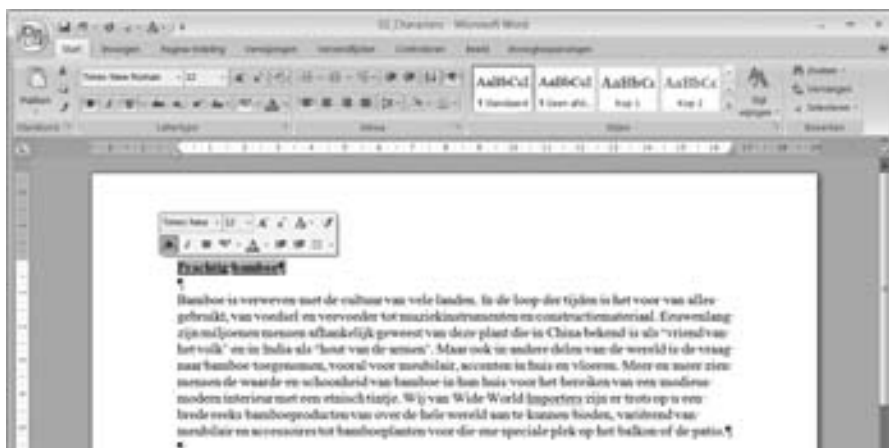 02_Characters - Microsoft Word
Start Invoegen Pagina-indeling Verwijzingen Verzendlijsten Controleren Beeld Invoegtoepassingen
Plakken
Times New Roman 12
AaBbCcI AaBbCcI AaBbCc AaBbCc
¶ Standaard ¶ Geen afst... Kop 1 Kop 2
Stijl wijzigen
Zoeken
Vervangen
Selecteren
Klembord Lettertype Alinea Stijlen Bewerken
Times New 12
Prachtig bamboe¶
¶
Bamboe is verweven met de cultuur van vele landen. In de loop der tijden is het voor van alles
gebruikt, van voedsel en vervoeder tot muziekinstrumenten en constructiemateriaal. Eeuwenlang
zijn miljoenen mensen afhankelijk geweest van deze plant die in China bekend is als “vriend van
het volk” en in India als “hout van de armen”. Maar ook in andere delen van de wereld is de vraag
naar bamboe toegenomen, vooral voor meubilair, accenten in huis en vloeren. Meer en meer zien
mensen de waarde en schoonheid van bamboe in hun huis voor het bereiken van een modieus
modern interieur met een etnisch tintje. Wij van Wide World Importers zijn er trots op u een
brede reeks bamboeproducten van over de hele wereld aan te kunnen bieden, variërend van
meubilair en accessoires tot bamboeplanten voor die ene speciale plek op het balkon of de patio.¶
¶